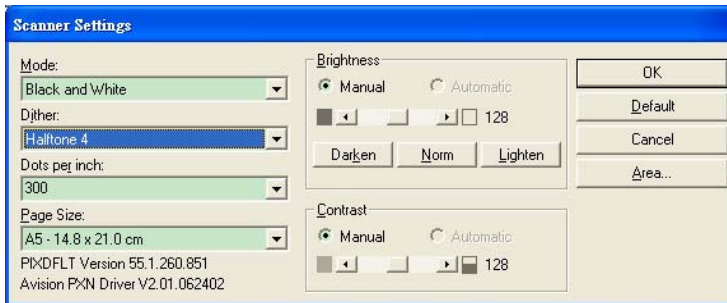 Scanner Settings
Mode:
Black and White
Dither:
Halftone 4
Dots per inch:
300
Page Size:
A5 - 14.8 x 21.0 cm
PIXDFLT Version 55.1.260.851
Avision PXN Driver V2.01.062402
Brightness
Manual Automatic
128
Darken Norm Lighten
Contrast
Manual Automatic
128
OK
Default
Cancel
Area...